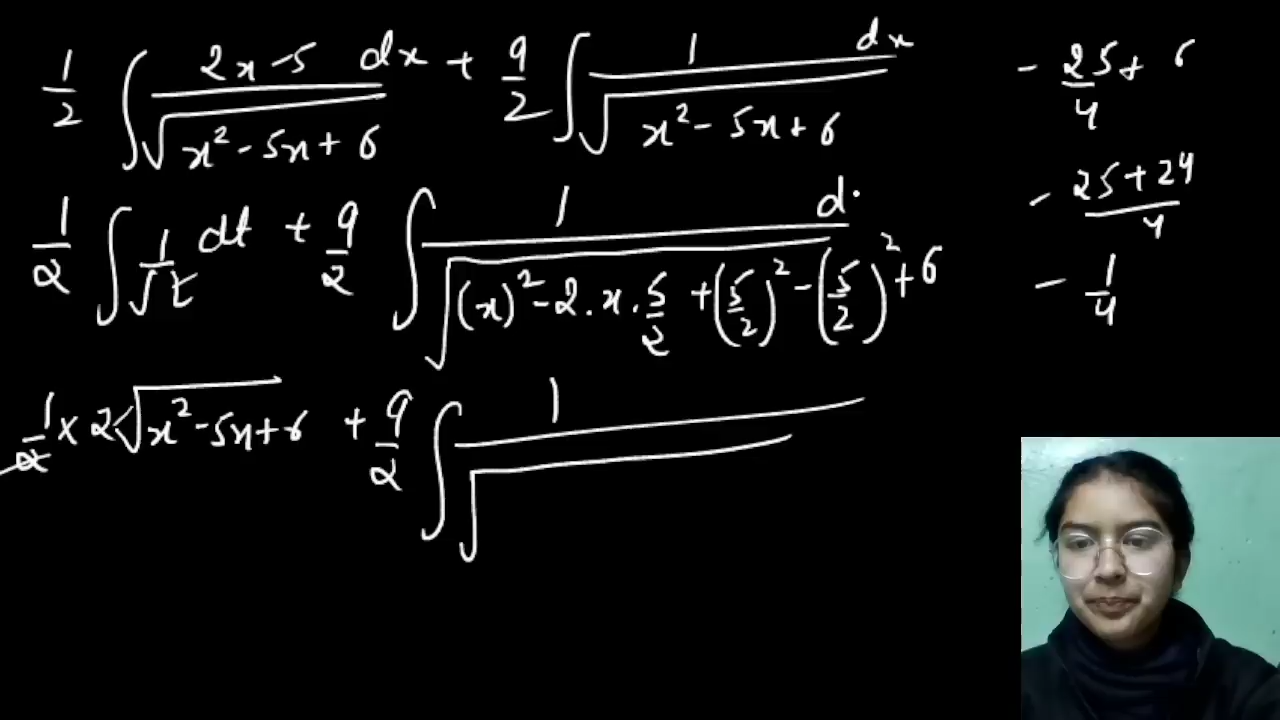 1/2 ∫ (2x-5)/√(x² - 5x + 6) dx + 9/2 ∫ 1/√(x² - 5x + 6) dx
1/2 ∫ 1/√t dt + 9/2 ∫ 1/√((x)² - 2 . x . 5/2 + (5/2)² - (5/2)² + 6) d
1/2 × 2√(x² - 5x + 6) + 9/2 ∫ 1/√
- 25/4 + 6
- (25 + 24)/4
- 1/4